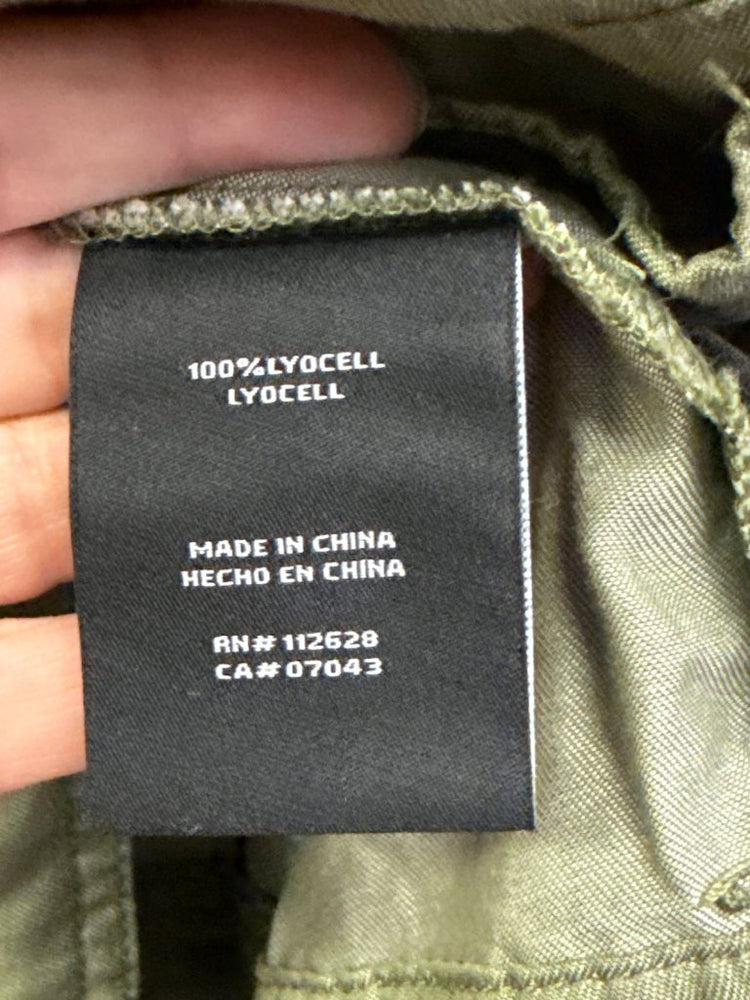 100%LYOCELL
LYOCELL
MADE IN CHINA
HECHO EN CHINA
RN# 112628
CA# 07043